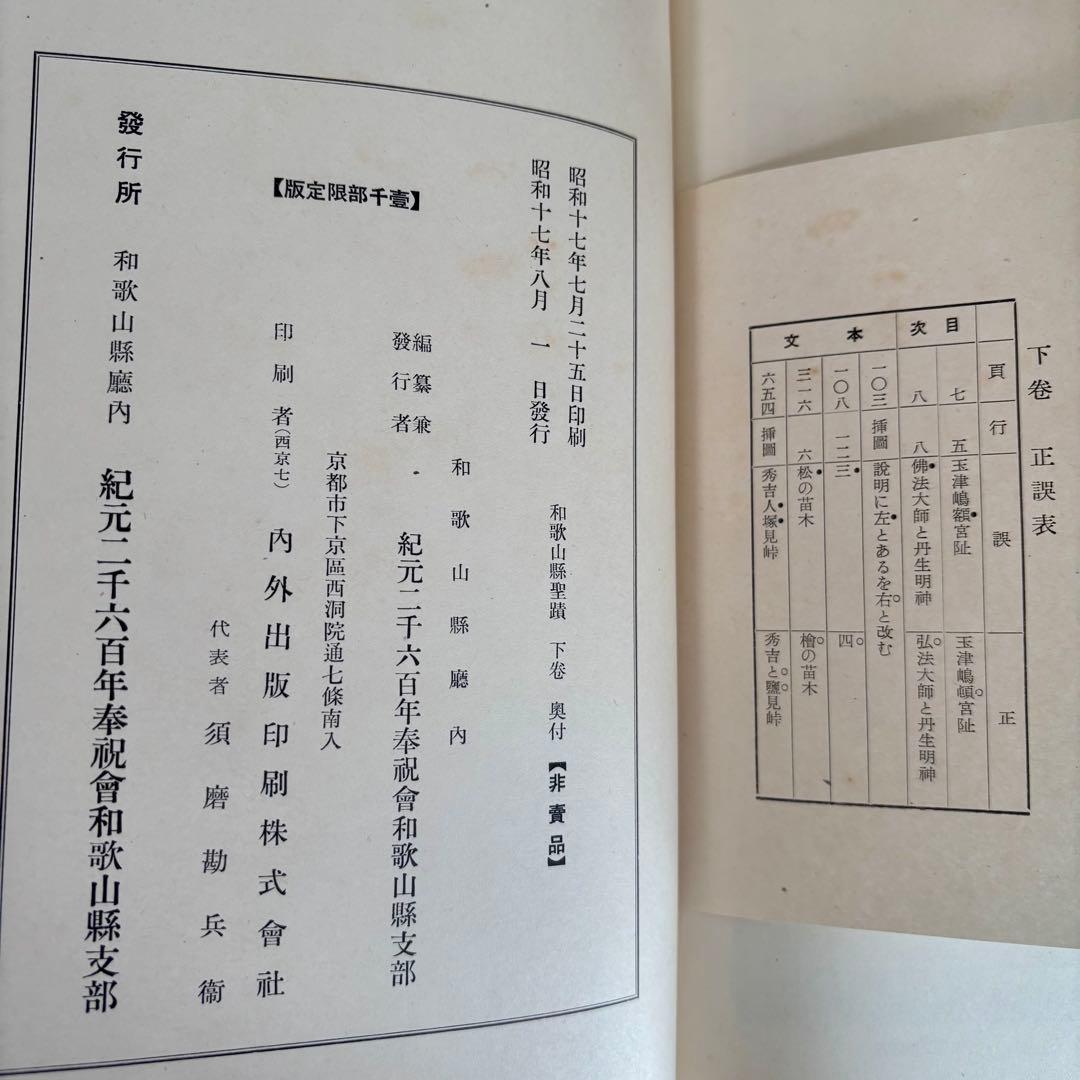 下卷 正誤表
頁 行 誤 正
目次
七 五 玉津嶋額宮阯 玉津嶋頓宮阯
八 八 佛法大師と丹生明神 弘法大師と丹生明神
本文
一〇三 挿圖 說明に左とあるを右と改む
一〇八 一二 三 四
三一六 六 松の苗木 檜の苗木
六五四 挿圖 秀吉人塚見峠 秀吉と鹽見峠
昭和十七年七月二十五日印刷
昭和十七年八月 一 日發行
和歌山縣聖蹟 下卷 奧付 【非賣品】
【壹千部限定版】
編纂兼
發行者
和歌山縣廳內
紀元二千六百年奉祝會和歌山縣支部
京都市下京區西洞院通七條南入
印刷者(西京七) 內外出版印刷株式會社
代表者 須磨勘兵衞
發行所 和歌山縣廳內 紀元二千六百年奉祝會和歌山縣支部